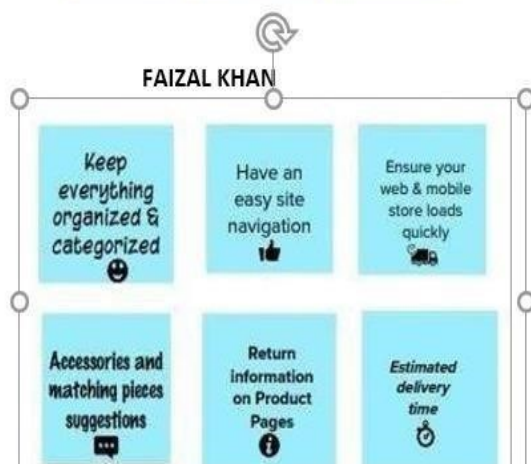 FAIZAL KHAN
Keep
everything
organized &
categorized
Have an
easy site
navigation
Ensure your
web & mobile
store loads
quickly
Accessories and
matching pieces
suggestions
Return
information
on Product
Pages
Estimated
delivery
time